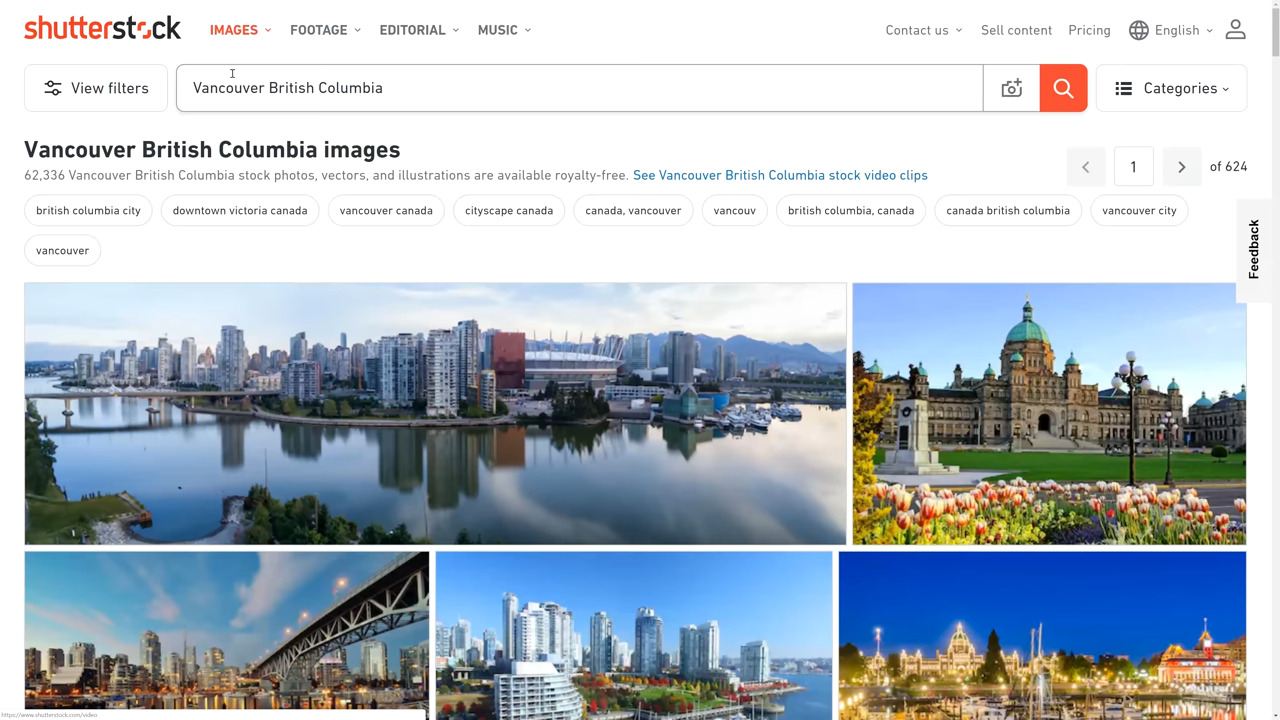 shutterstock IMAGES FOOTAGE EDITORIAL MUSIC Contact us Sell content Pricing English
View filters Vancouver British Columbia Categories
Vancouver British Columbia images
62,336 Vancouver British Columbia stock photos, vectors, and illustrations are available royalty-free. See Vancouver British Columbia stock video clips
1 of 624
british columbia city downtown victoria canada vancouver canada cityscape canada canada, vancouver vancouv british columbia, canada canada british columbia vancouver city
vancouver
Feedback
https://www.shutterstock.com/video